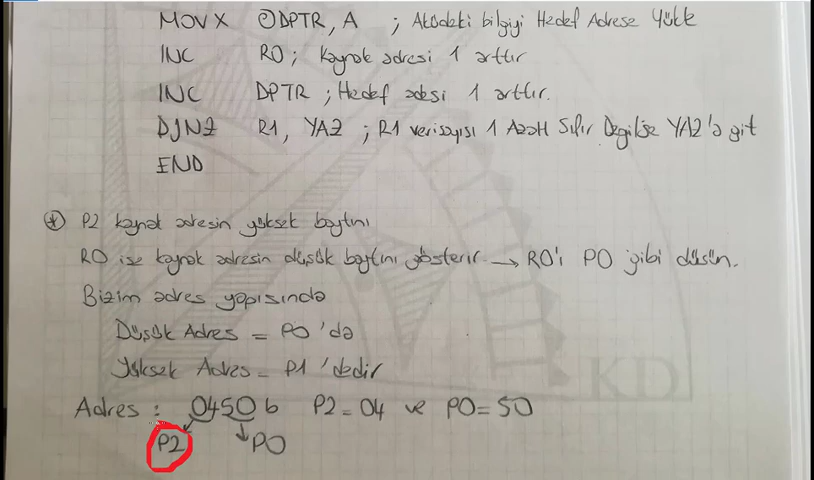 MOVX @DPTR, A ; Aküdeki bilgiyi Hedef Adrese Yükle
INC R0 ; Kaynak adresi 1 arttır
INC DPTR ; Hedef adresi 1 arttır.
DJNZ R1, YAZ ; R1 veri sayısı 1 Azalt Sıfır Değilse YAZ'a git
END
* P2 kaynak adresin yüksek baytını
R0 ise kaynak adresin düşük baytını gösterir → R0'ı P0 gibi düşün.
Bizim adres yapısında
Düşük Adres = P0'da
Yüksek Adres = P1'dedir
Adres : 0450h P2 = 04 ve P0 = 50
P2 P0
KD